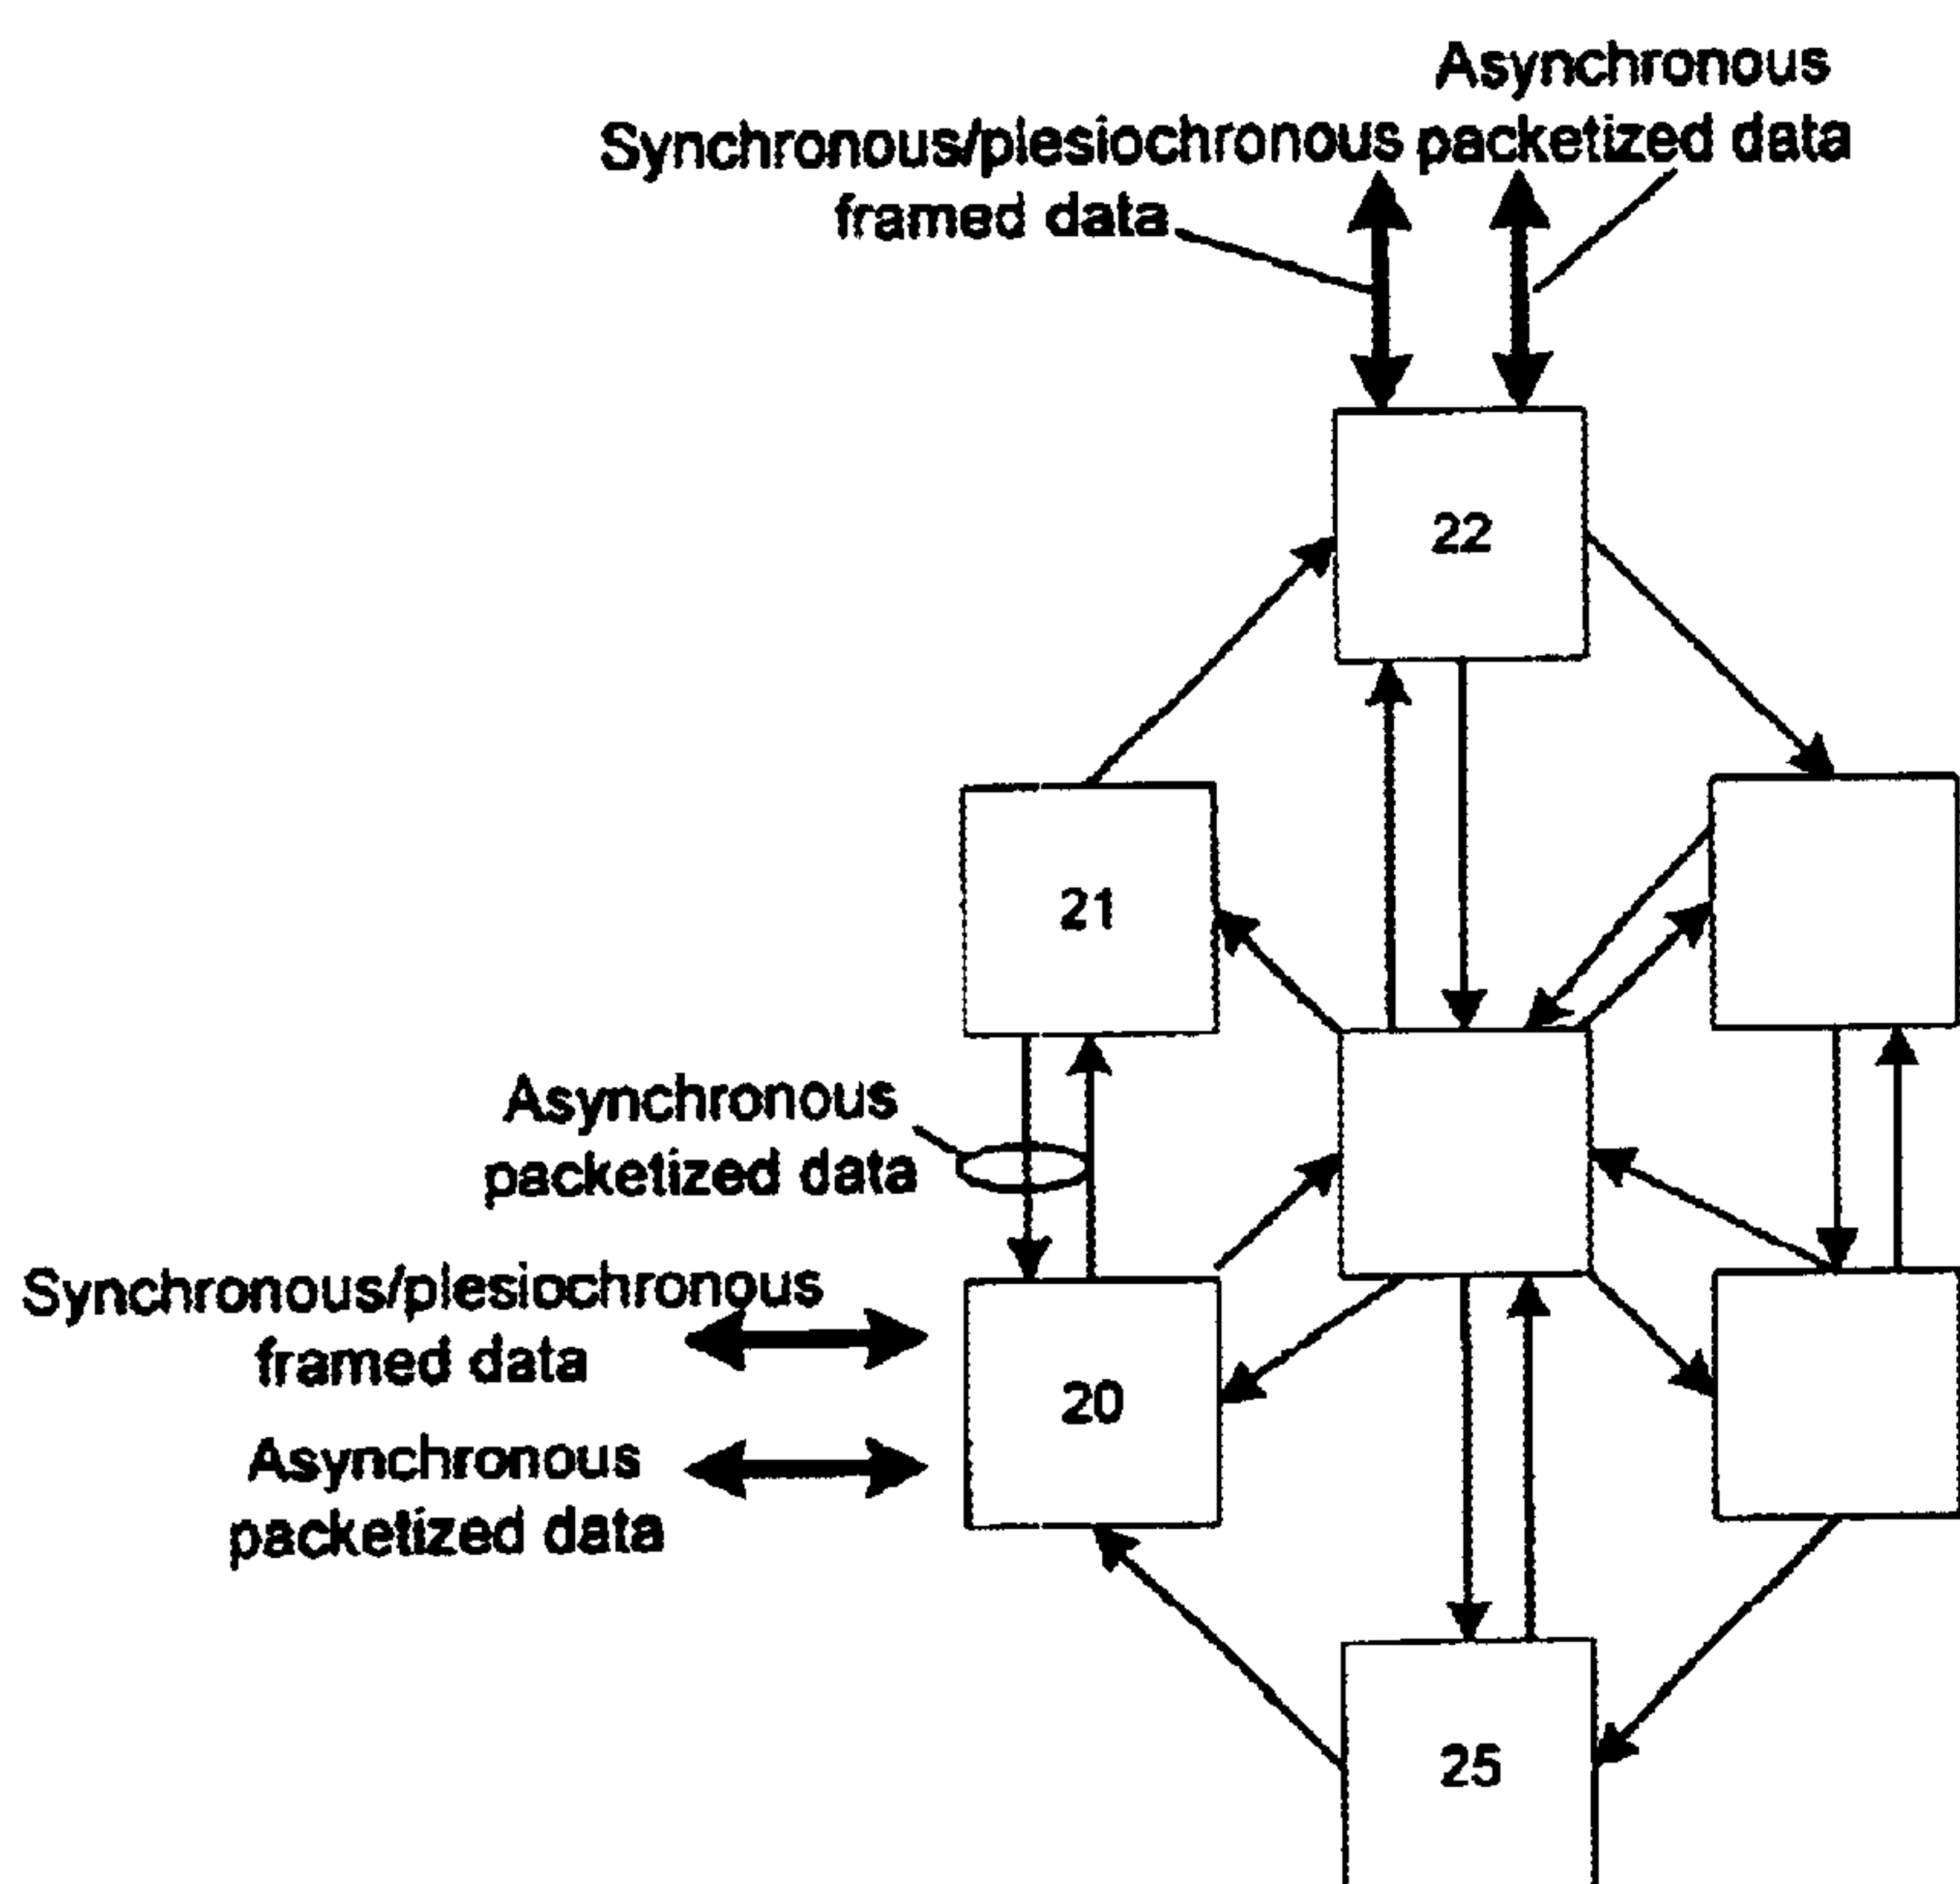 Asynchronous
Synchronous/plesiochronous packetized data
framed data
22
21
Asynchronous
packetized data
Synchronous/plesiochronous
framed data
20
Asynchronous
packetized data
25